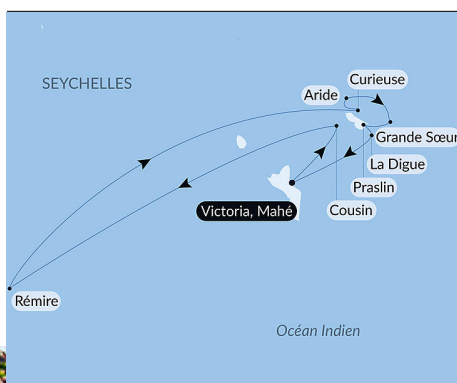 SEYCHELLES
Curieuse
Aride
Grande Sœur
La Digue
Praslin
Victoria, Mahé
Cousin
Rémire
Océan Indien